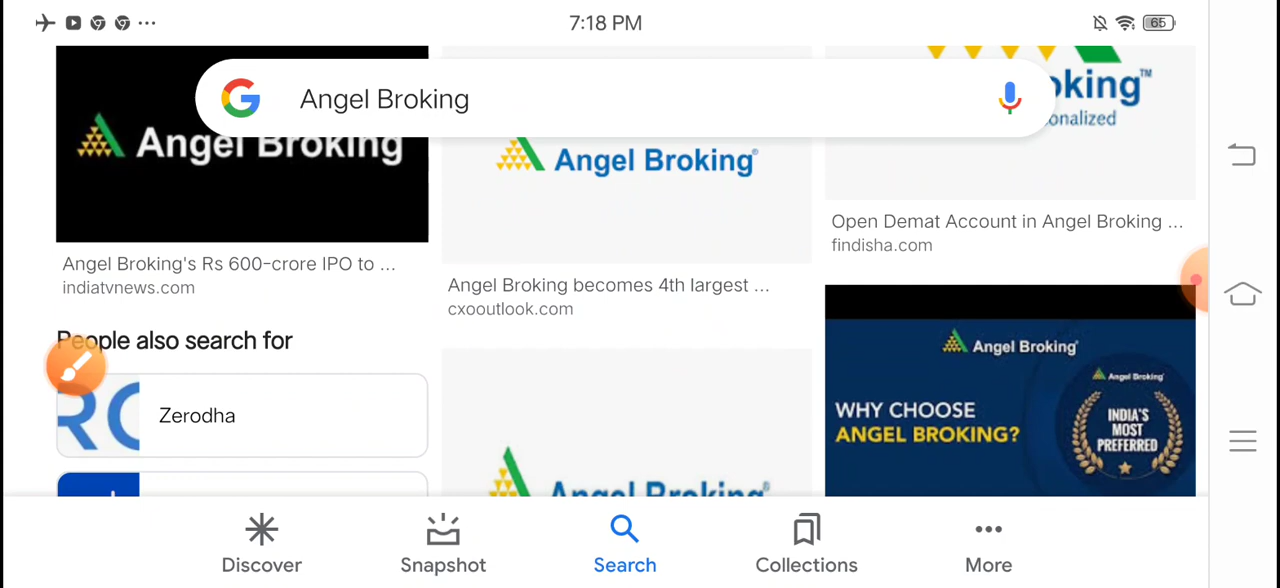 7:18 PM
65
Angel Broking
Angel Broking
Angel Broking's Rs 600-crore IPO to ...
indiatvnews.com
Angel Broking®
Angel Broking becomes 4th largest ...
cxooutlook.com
oking™
onalized
Open Demat Account in Angel Broking ...
findisha.com
People also search for
Zerodha
Angel Broking®
Angel Broking®
Angel Broking®
WHY CHOOSE
ANGEL BROKING?
INDIA'S
MOST
PREFERRED
Discover
Snapshot
Search
Collections
More